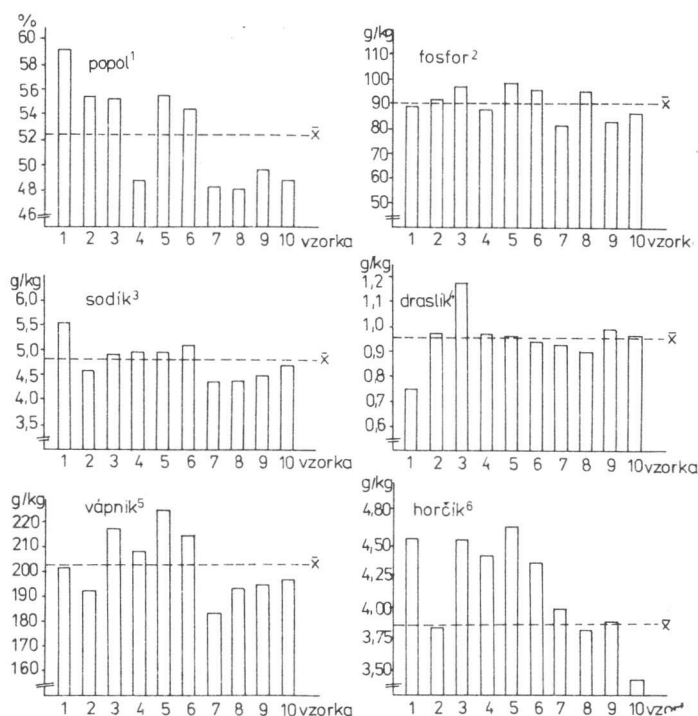 %
60
popol¹
58
56
54
52
50
48
46
x̄
1 2 3 4 5 6 7 8 9 10 vzorka
g/kg
fosfor²
100
90
80
70
60
50
x̄
1 2 3 4 5 6 7 8 9 10 vzorka
g/kg
6,0
sodík³
5,5
5,0
4,5
4,0
3,5
x̄
1 2 3 4 5 6 7 8 9 10 vzorka
g/kg
1,2
draslík⁴
1,1
1,0
0,9
0,8
0,7
0,6
x̄
1 2 3 4 5 6 7 8 9 10 vzorka
g/kg
vápnik⁵
220
210
200
190
180
170
160
x̄
1 2 3 4 5 6 7 8 9 10 vzorka
g/kg
horčík⁶
4,80
4,50
4,25
4,00
3,75
3,50
x̄
1 2 3 4 5 6 7 8 9 10